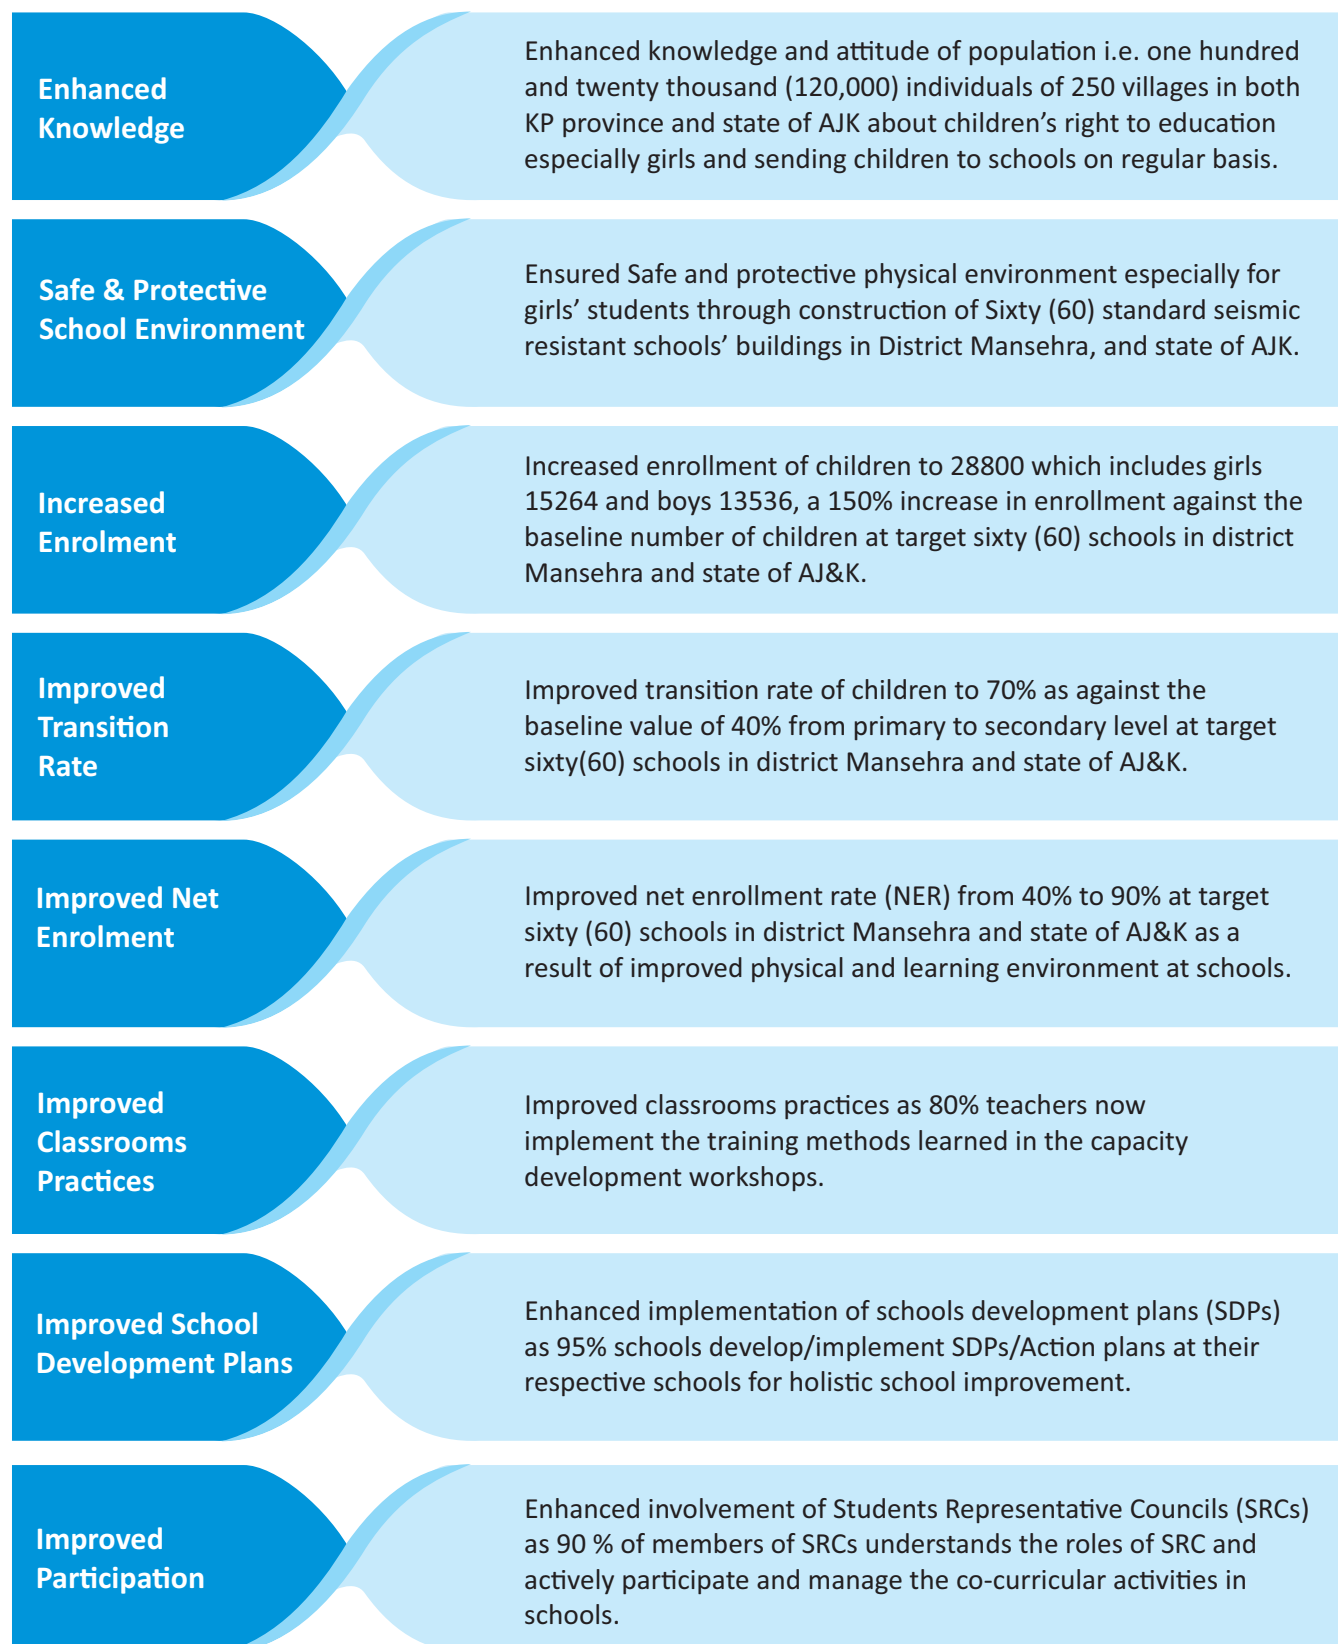 Enhanced
Knowledge
Enhanced knowledge and attitude of population i.e. one hundred
and twenty thousand (120,000) individuals of 250 villages in both
KP province and state of AJK about children’s right to education
especially girls and sending children to schools on regular basis.
Safe & Protective
School Environment
Ensured Safe and protective physical environment especially for
girls’ students through construction of Sixty (60) standard seismic
resistant schools’ buildings in District Mansehra, and state of AJK.
Increased
Enrolment
Increased enrollment of children to 28800 which includes girls
15264 and boys 13536, a 150% increase in enrollment against the
baseline number of children at target sixty (60) schools in district
Mansehra and state of AJ&K.
Improved
Transition
Rate
Improved transition rate of children to 70% as against the
baseline value of 40% from primary to secondary level at target
sixty(60) schools in district Mansehra and state of AJ&K.
Improved Net
Enrolment
Improved net enrollment rate (NER) from 40% to 90% at target
sixty (60) schools in district Mansehra and state of AJ&K as a
result of improved physical and learning environment at schools.
Improved
Classrooms
Practices
Improved classrooms practices as 80% teachers now
implement the training methods learned in the capacity
development workshops.
Improved School
Development Plans
Enhanced implementation of schools development plans (SDPs)
as 95% schools develop/implement SDPs/Action plans at their
respective schools for holistic school improvement.
Improved
Participation
Enhanced involvement of Students Representative Councils (SRCs)
as 90 % of members of SRCs understands the roles of SRC and
actively participate and manage the co-curricular activities in
schools.